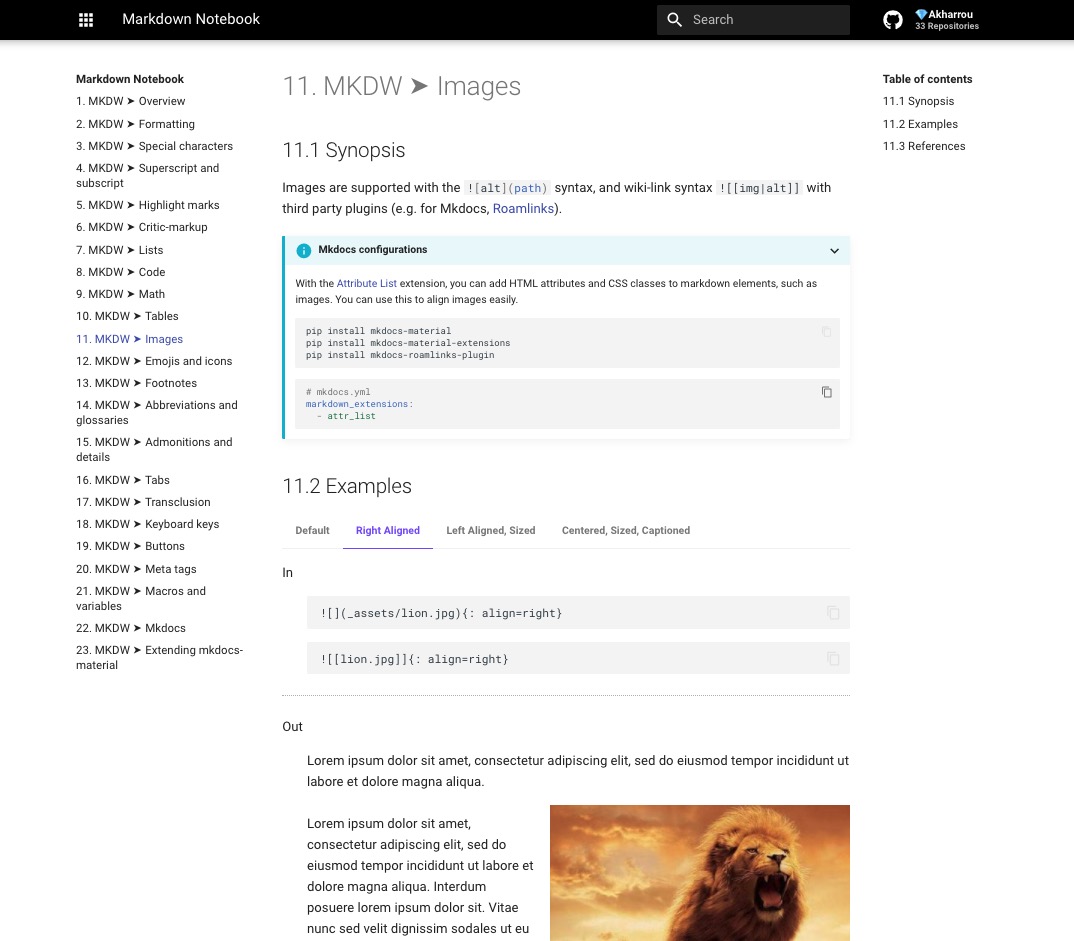 Markdown Notebook
Search
💎Akharrou
33 Repositories
Markdown Notebook
1. MKDW ➤ Overview
2. MKDW ➤ Formatting
3. MKDW ➤ Special characters
4. MKDW ➤ Superscript and
subscript
5. MKDW ➤ Highlight marks
6. MKDW ➤ Critic-markup
7. MKDW ➤ Lists
8. MKDW ➤ Code
9. MKDW ➤ Math
10. MKDW ➤ Tables
11. MKDW ➤ Images
12. MKDW ➤ Emojis and icons
13. MKDW ➤ Footnotes
14. MKDW ➤ Abbreviations and
glossaries
15. MKDW ➤ Admonitions and
details
16. MKDW ➤ Tabs
17. MKDW ➤ Transclusion
18. MKDW ➤ Keyboard keys
19. MKDW ➤ Buttons
20. MKDW ➤ Meta tags
21. MKDW ➤ Macros and
variables
22. MKDW ➤ Mkdocs
23. MKDW ➤ Extending mkdocs-
material
11. MKDW ➤ Images
11.1 Synopsis
Images are supported with the ![alt](path) syntax, and wiki-link syntax ![[img|alt]] with
third party plugins (e.g. for Mkdocs, Roamlinks).
Mkdocs configurations
With the Attribute List extension, you can add HTML attributes and CSS classes to markdown elements, such as
images. You can use this to align images easily.
pip install mkdocs-material
pip install mkdocs-material-extensions
pip install mkdocs-roamlinks-plugin
# mkdocs.yml
markdown_extensions:
- attr_list
11.2 Examples
Default
Right Aligned
Left Aligned, Sized
Centered, Sized, Captioned
In
![](_assets/lion.jpg){: align=right}
![[lion.jpg]]{: align=right}
Out
Lorem ipsum dolor sit amet, consectetur adipiscing elit, sed do eiusmod tempor incididunt ut
labore et dolore magna aliqua.
Lorem ipsum dolor sit amet,
consectetur adipiscing elit, sed do
eiusmod tempor incididunt ut labore et
dolore magna aliqua. Interdum
posuere lorem ipsum dolor sit. Vitae
nunc sed velit dignissim sodales ut eu
Table of contents
11.1 Synopsis
11.2 Examples
11.3 References